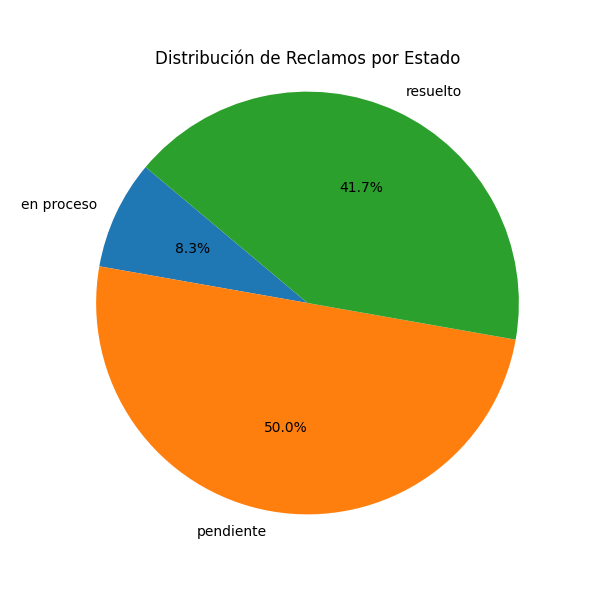 Distribución de Reclamos por Estado
resuelto
41.7%
en proceso
8.3%
50.0%
pendiente